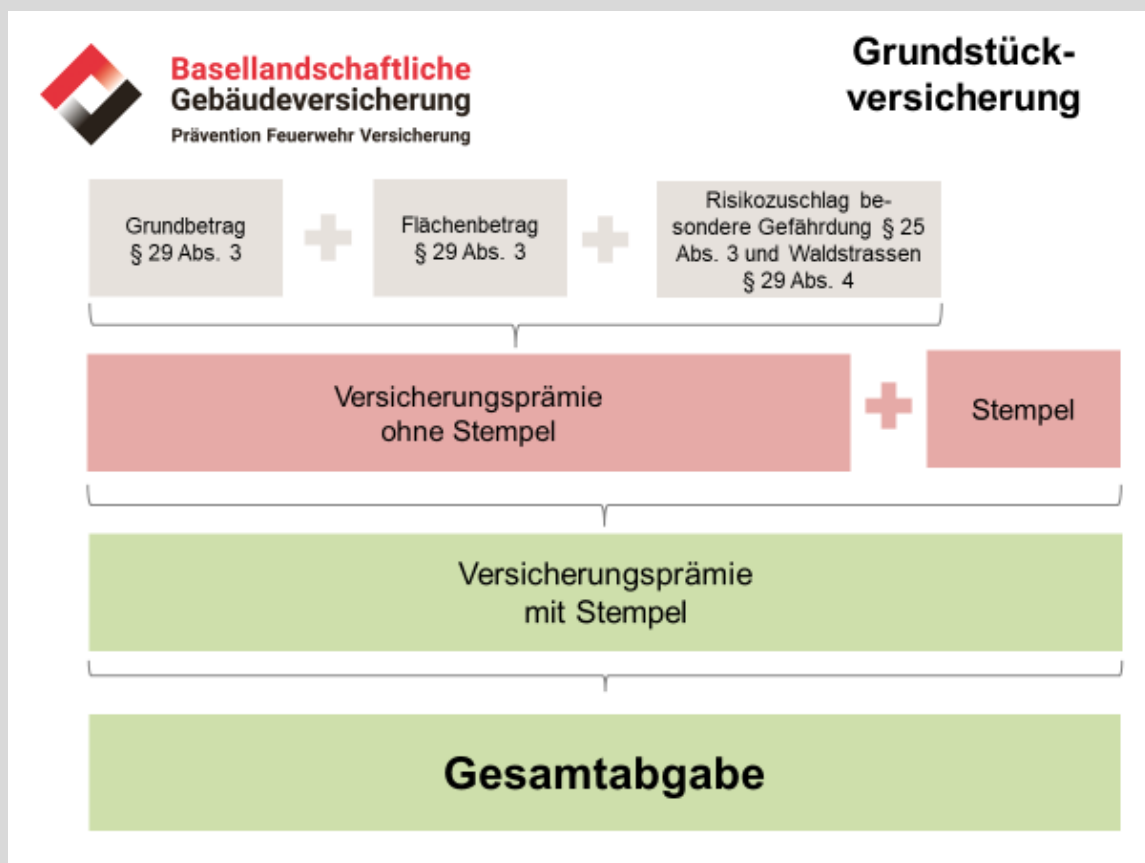 Basellandschaftliche
Gebäudeversicherung
Prävention Feuerwehr Versicherung
Grundstück-
versicherung
Grundbetrag
§ 29 Abs. 3
Flächenbetrag
§ 29 Abs. 3
Risikozuschlag be-
sondere Gefährdung § 25
Abs. 3 und Waldstrassen
§ 29 Abs. 4
Versicherungsprämie
ohne Stempel
Stempel
Versicherungsprämie
mit Stempel
Gesamtabgabe